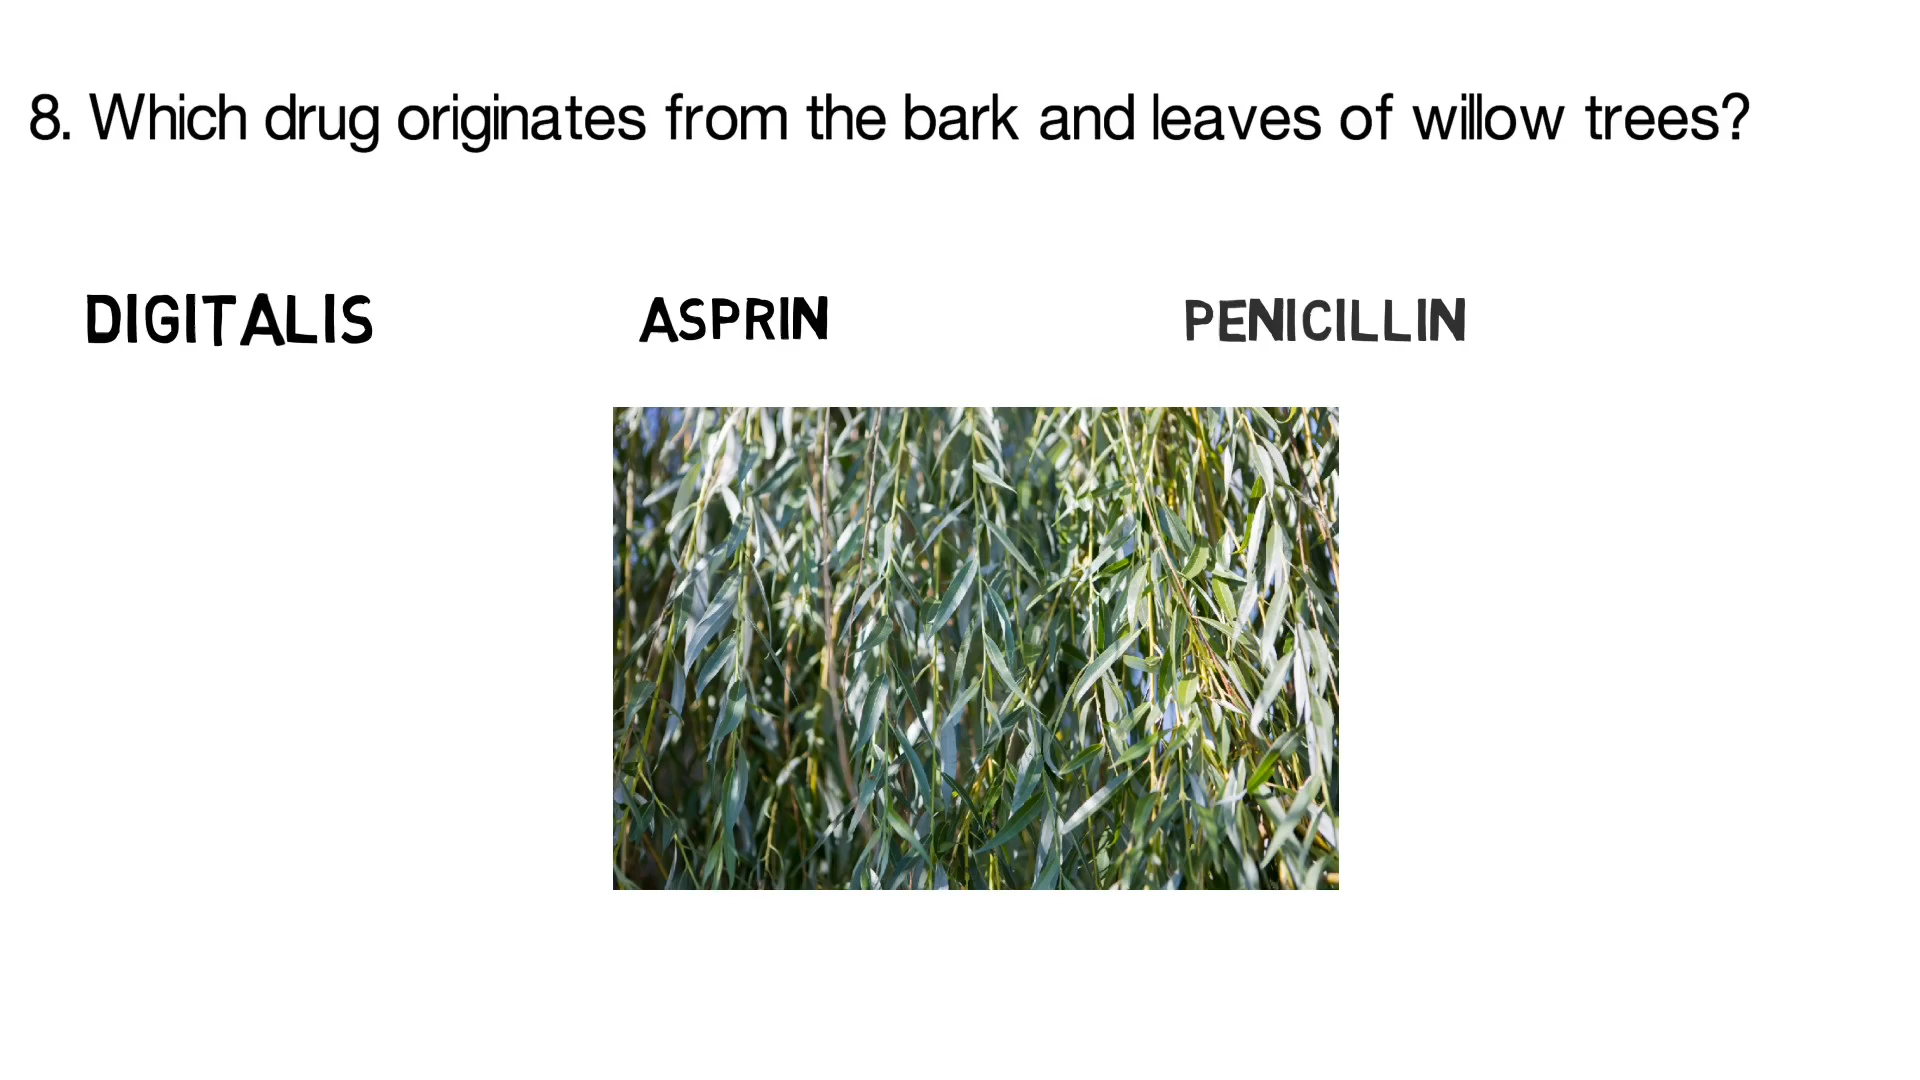 8. Which drug originates from the bark and leaves of willow trees?
DIGITALIS ASPRIN PENICILLIN